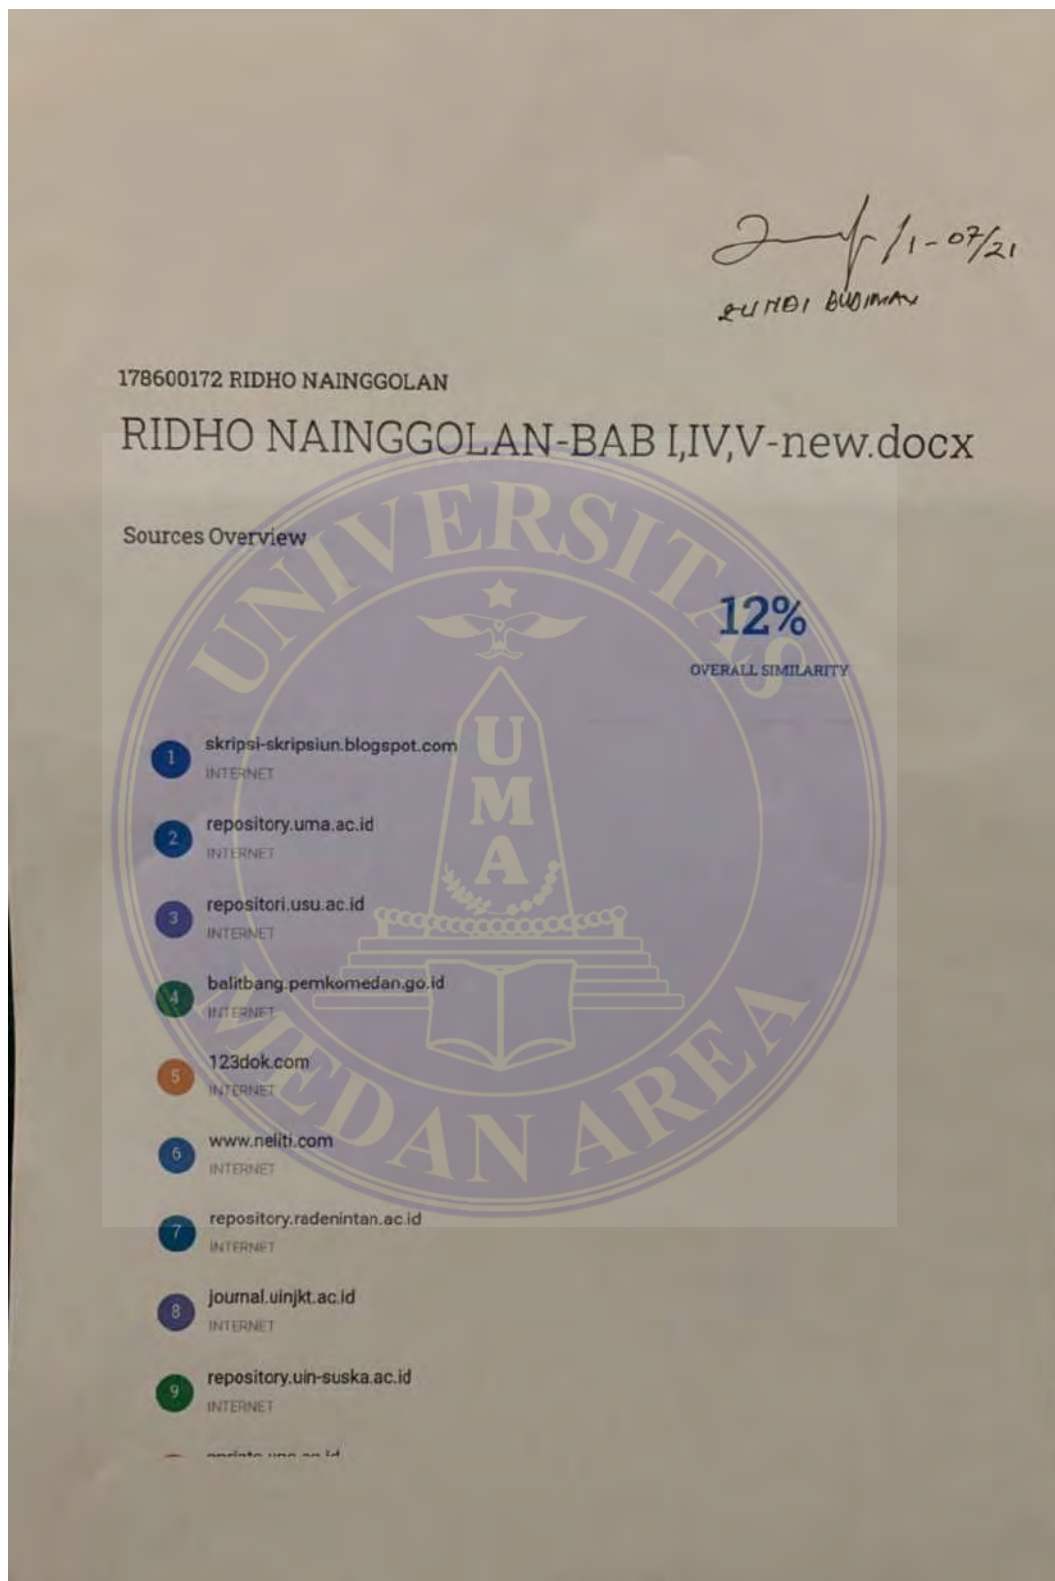 /1-07/21
BUDIMAN
178600172 RIDHO NAINGGOLAN
RIDHO NAINGGOLAN-BAB I,IV,V-new.docx
Sources Overview
12%
OVERALL SIMILARITY
1 skripsi-skripsiun.blogspot.com
INTERNET
2 repository.uma.ac.id
INTERNET
3 repositori.usu.ac.id
INTERNET
4 balitbang.pemkomedan.go.id
INTERNET
5 123dok.com
INTERNET
6 www.neliti.com
INTERNET
7 repository.radenintan.ac.id
INTERNET
8 journal.uinjkt.ac.id
INTERNET
9 repository.uin-suska.ac.id
INTERNET
UNIVERSITAS
UMA
MEDAN AREA